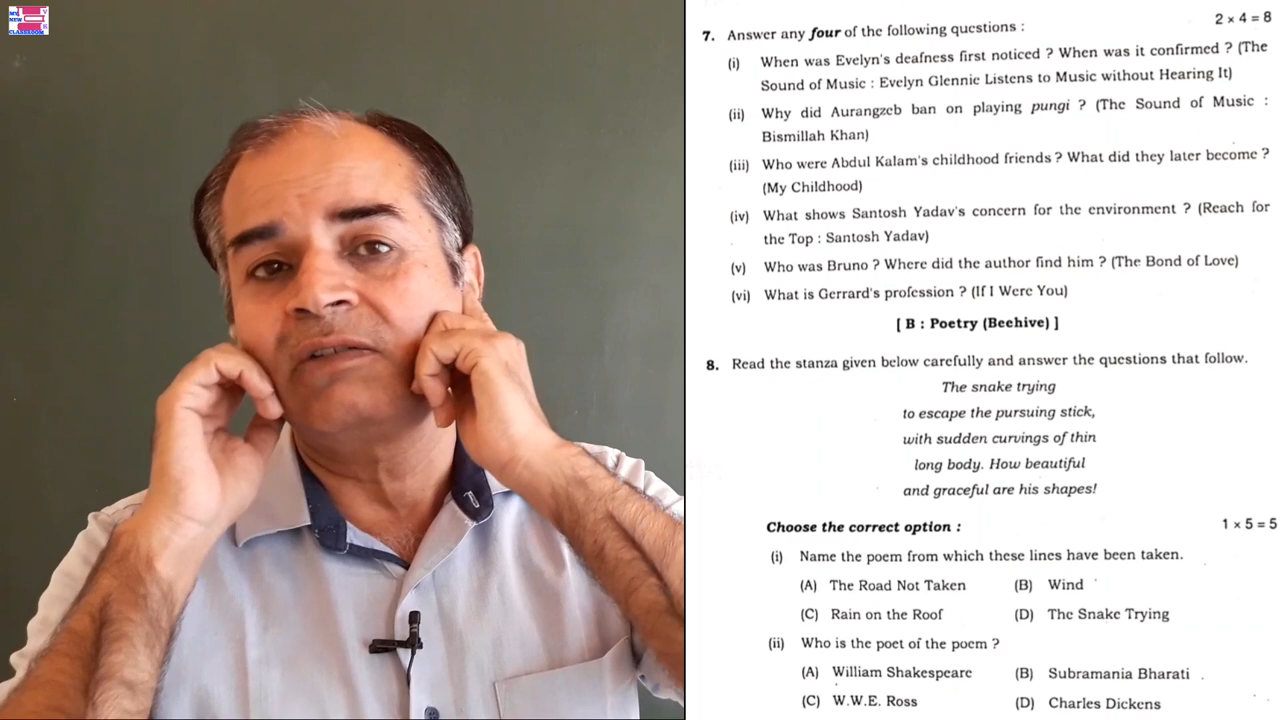 MY
NEW
CLASSROOM
V
K
7. Answer any four of the following questions : 2 × 4 = 8
(i) When was Evelyn's deafness first noticed ? When was it confirmed ? (The
Sound of Music : Evelyn Glennie Listens to Music without Hearing It)
(ii) Why did Aurangzeb ban on playing pungi ? (The Sound of Music :
Bismillah Khan)
(iii) Who were Abdul Kalam's childhood friends ? What did they later become ?
(My Childhood)
(iv) What shows Santosh Yadav's concern for the environment ? (Reach for
the Top : Santosh Yadav)
(v) Who was Bruno ? Where did the author find him ? (The Bond of Love)
(vi) What is Gerrard's profession ? (If I Were You)
[ B : Poetry (Beehive) ]
8. Read the stanza given below carefully and answer the questions that follow.
The snake trying
to escape the pursuing stick,
with sudden curvings of thin
long body. How beautiful
and graceful are his shapes!
Choose the correct option : 1 × 5 = 5
(i) Name the poem from which these lines have been taken.
(A) The Road Not Taken (B) Wind
(C) Rain on the Roof (D) The Snake Trying
(ii) Who is the poet of the poem ?
(A) William Shakespeare (B) Subramania Bharati
(C) W.W.E. Ross (D) Charles Dickens